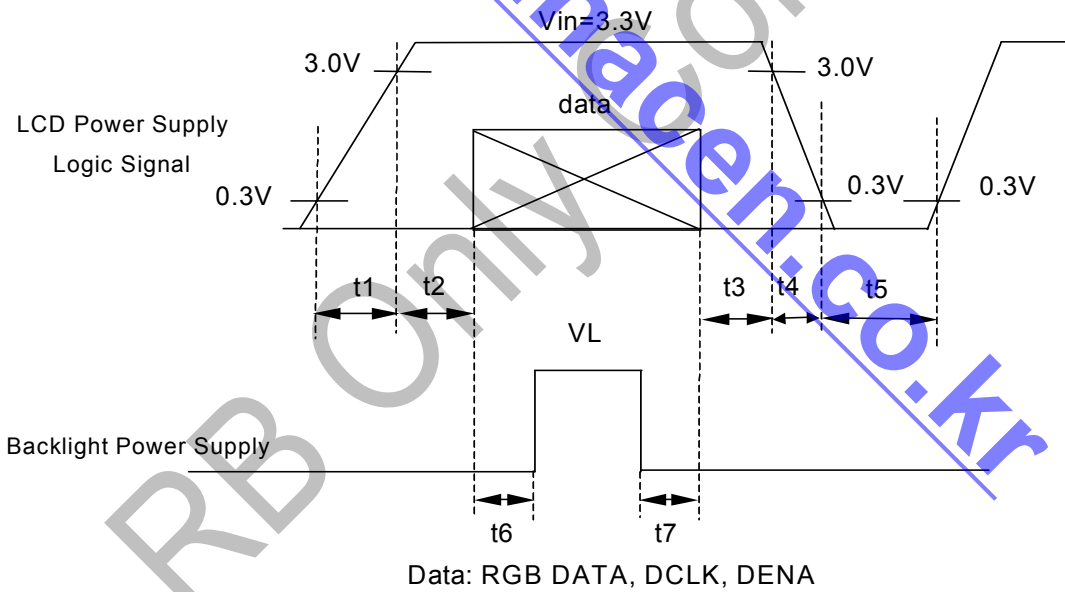 Vin=3.3V
3.0V
3.0V
data
LCD Power Supply
Logic Signal
0.3V
0.3V
0.3V
t1
t2
t3
t4
t5
VL
Backlight Power Supply
t6
t7
Data: RGB DATA, DCLK, DENA
RB Only
nacen.co.kr